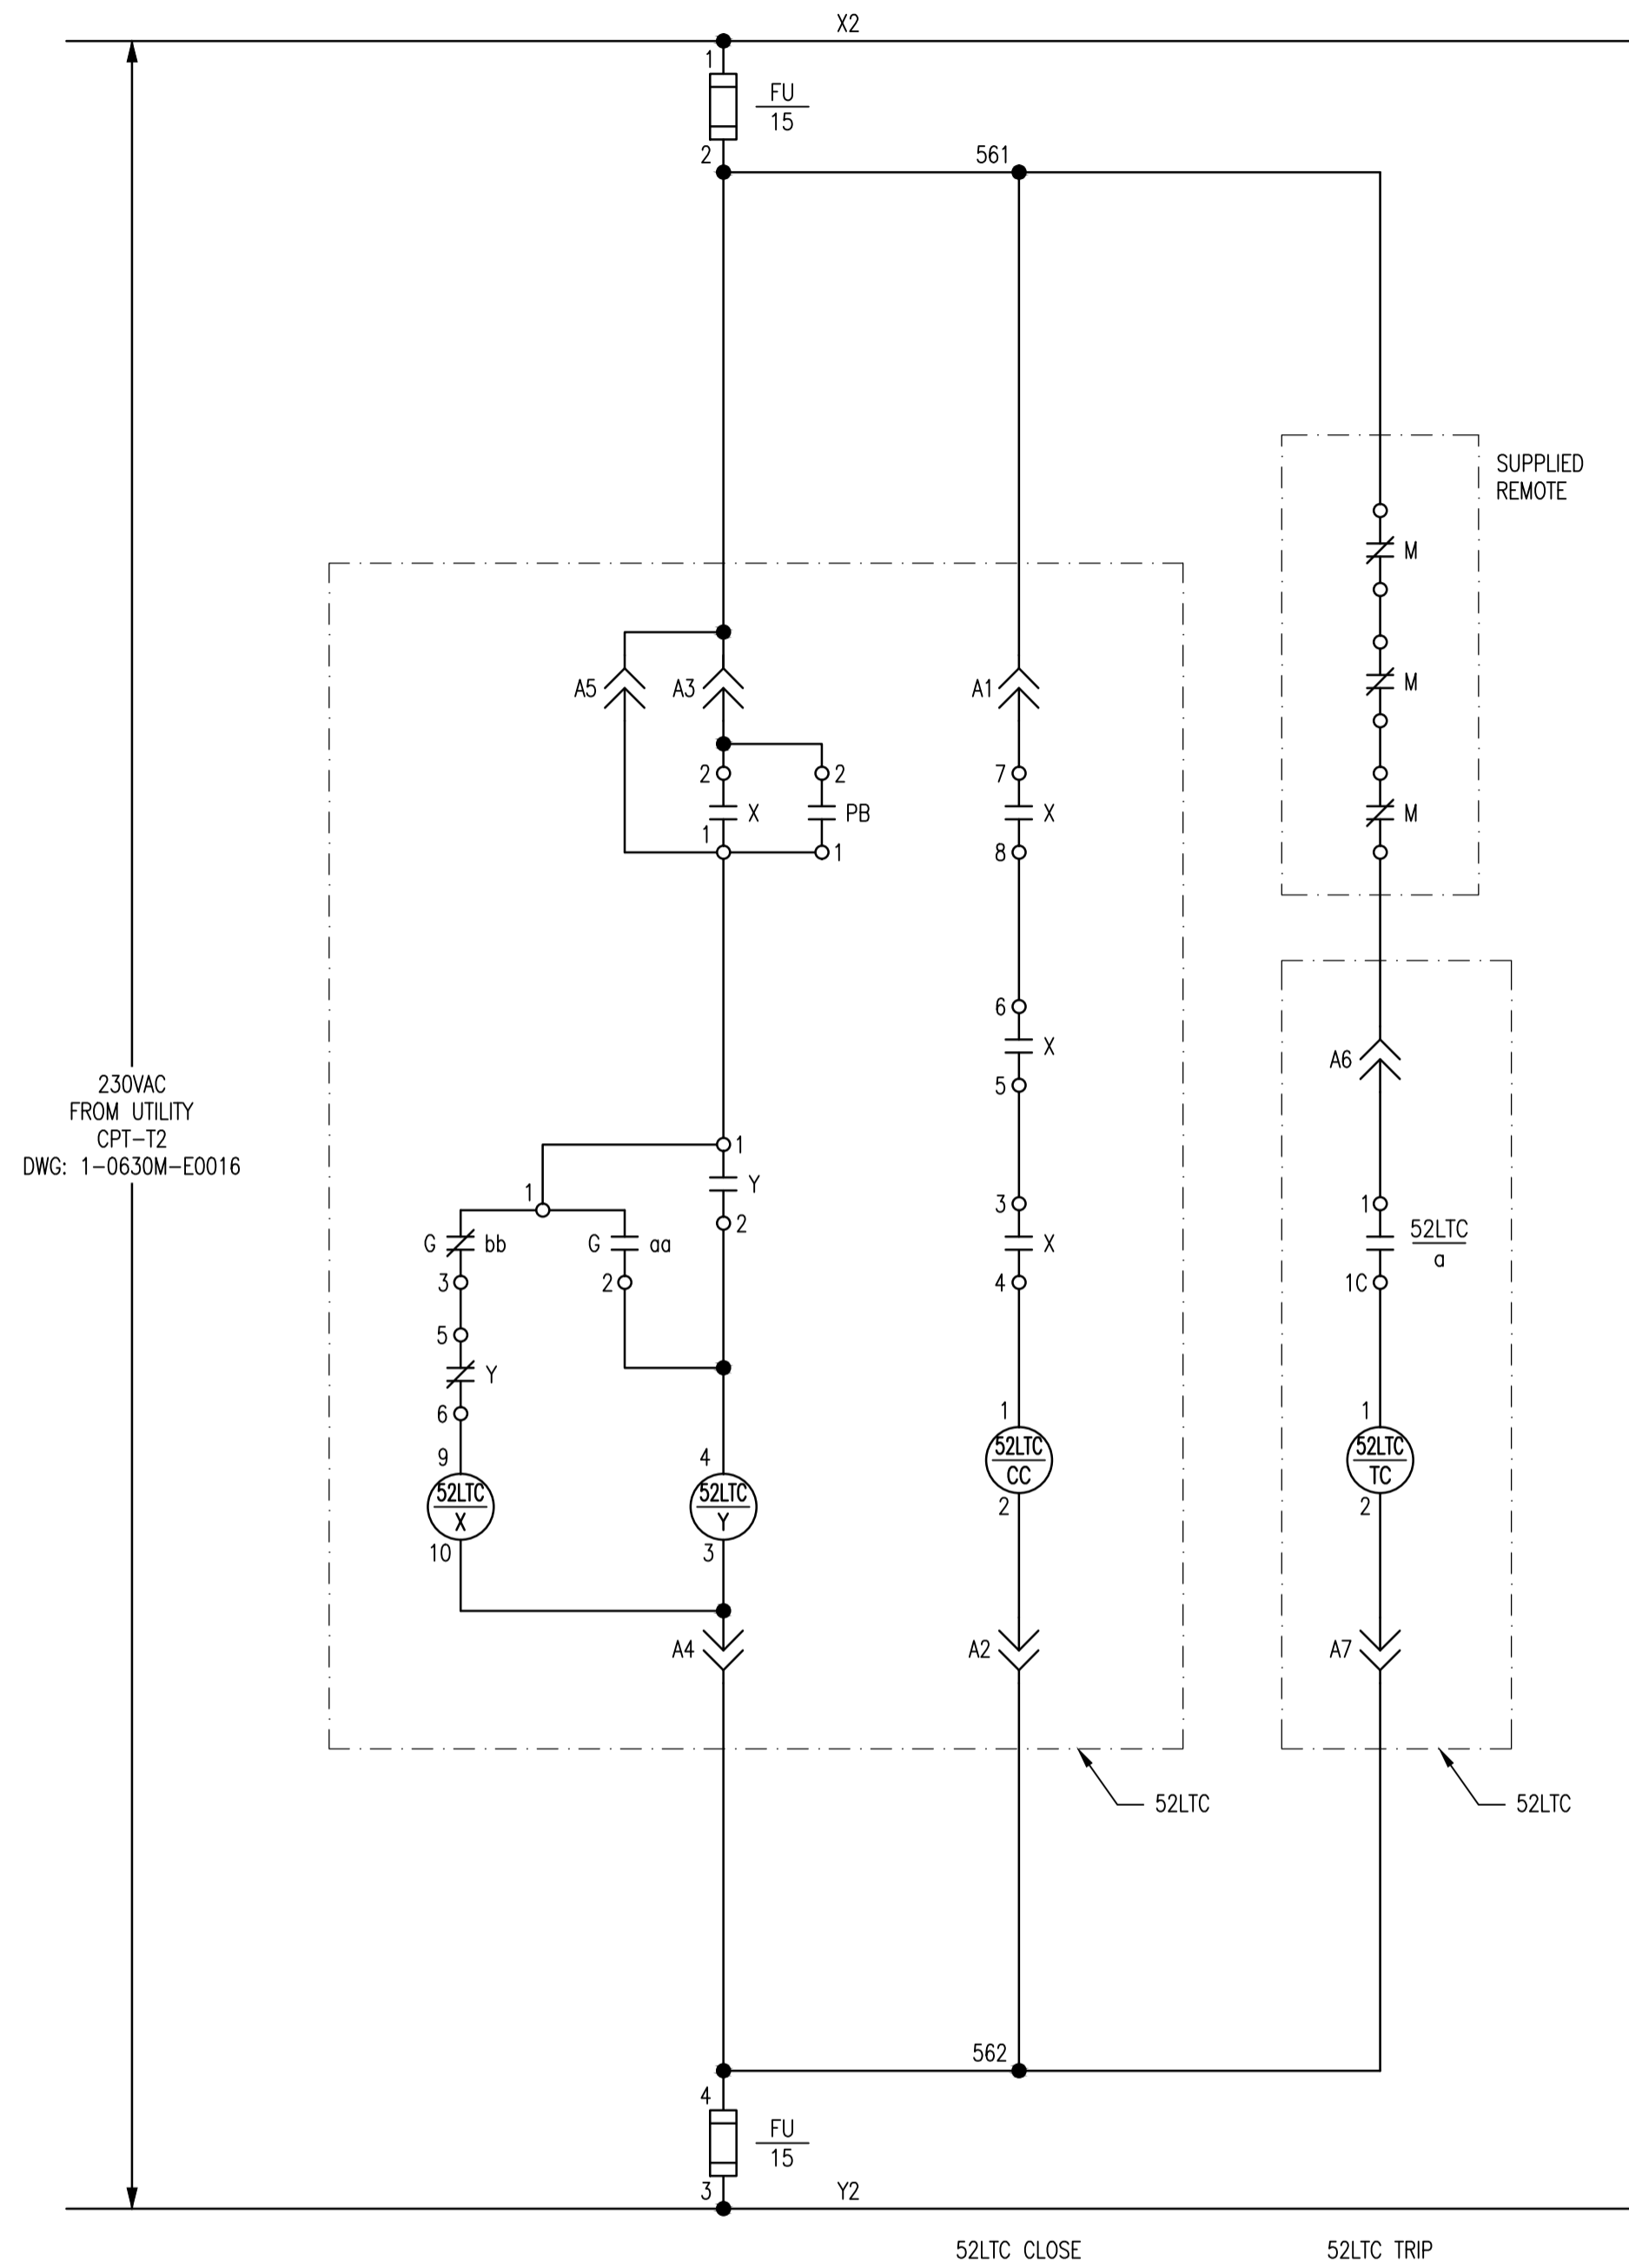 X2
1
FU
15
2
561
SUPPLIED
REMOTE
M
A5
A3
A1
M
2
2
7
X
PB
X
M
1
1
8
6
X
5
A6
230VAC
FROM UTILITY
CPT-T2
DWG: 1-0630M-E0016
1
Y
1
2
3
1
G
bb
G
aa
X
52LTC
a
3
2
4
1C
5
Y
6
1
1
9
4
52LTC
CC
52LTC
TC
52LTC
X
52LTC
Y
2
2
10
3
A4
A2
A7
52LTC
52LTC
562
4
FU
15
3
Y2
52LTC CLOSE
52LTC TRIP